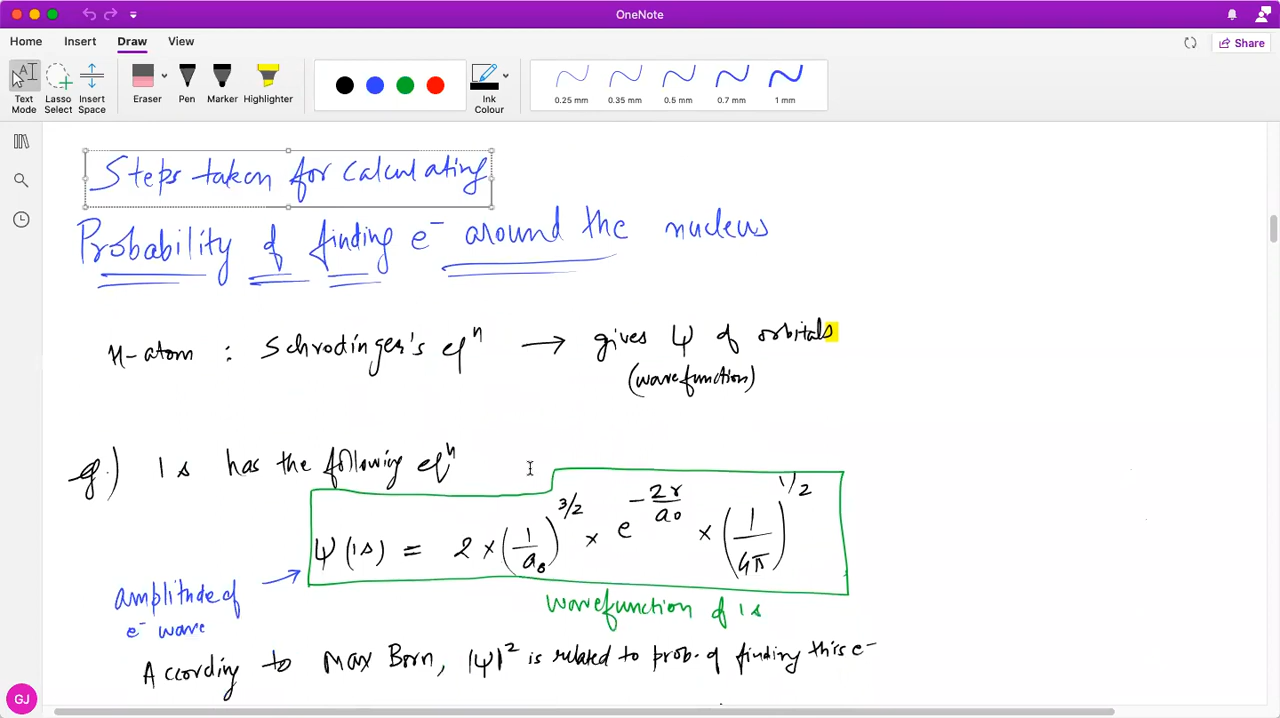 OneNote
Home Insert Draw View
Share
Text Mode
Lasso Select
Insert Space
Eraser
Pen
Marker
Highlighter
Ink Colour
0.25 mm
0.35 mm
0.5 mm
0.7 mm
1 mm
Steps taken for calculating
Probability of finding e⁻ around the nucleus
H-atom : Schrodinger's eqⁿ → gives ψ of orbitals
(wavefunction)
eg.) 1s has the following eqⁿ
ψ(1s) = 2 × (1/a₀)^3/2 × e^-2r/a₀ × (1/4π)^1/2
amplitude of → 
e⁻ wave
wavefunction of 1s
According to Max Born, |ψ|² is related to prob. of finding this e⁻
GJ